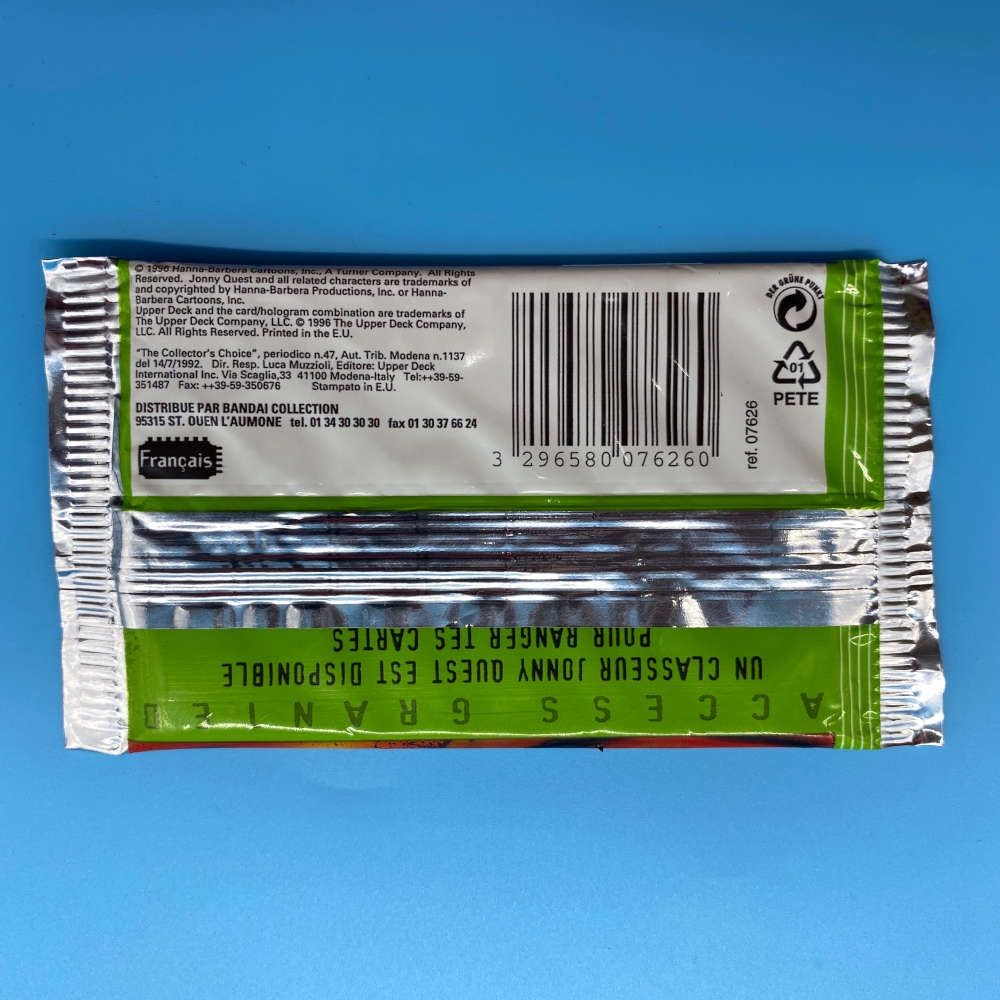 © 1996 Hanna-Barbera Cartoons, Inc., A Turner Company. All Rights
Reserved. Jonny Quest and all related characters are trademarks of
and copyrighted by Hanna-Barbera Productions, Inc. or Hanna-
Barbera Cartoons, Inc.
Upper Deck and the card/hologram combination are trademarks of
The Upper Deck Company, LLC. © 1996 The Upper Deck Company,
LLC. All Rights Reserved. Printed in the E.U.
"The Collector's Choice", periodico n.47, Aut. Trib. Modena n.1137
del 14/7/1992. Dir. Resp. Luca Muzzioli, Editore: Upper Deck
International Inc. Via Scaglia,33 41100 Modena-Italy Tel:++39-59-
351487 Fax: ++39-59-350676 Stampato in E.U.
DISTRIBUE PAR BANDAI COLLECTION
95315 ST. OUEN L'AUMONE tel. 01 34 30 30 30 fax 01 30 37 66 24
Français
3 296580 076260
ref. 07626
DER GRÜNE PUNKT
01
PETE
ACCESS GRANTED
UN CLASSEUR JONNY QUEST EST DISPONIBLE
POUR RANGER TES CARTES